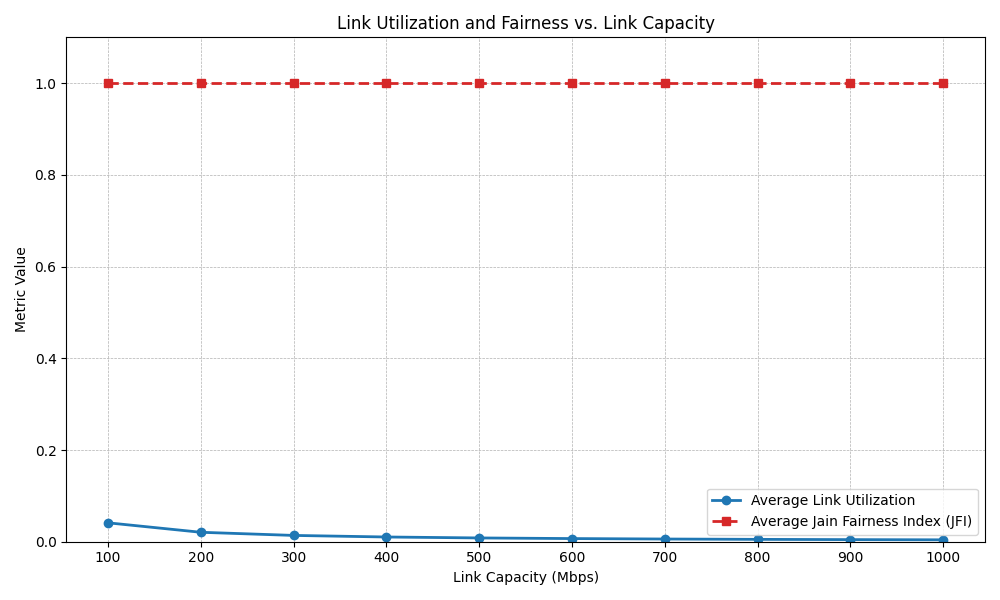 Link Utilization and Fairness vs. Link Capacity
1.0
0.8
0.6
0.4
0.2
0.0
Metric Value
Average Link Utilization
Average Jain Fairness Index (JFI)
100 200 300 400 500 600 700 800 900 1000
Link Capacity (Mbps)